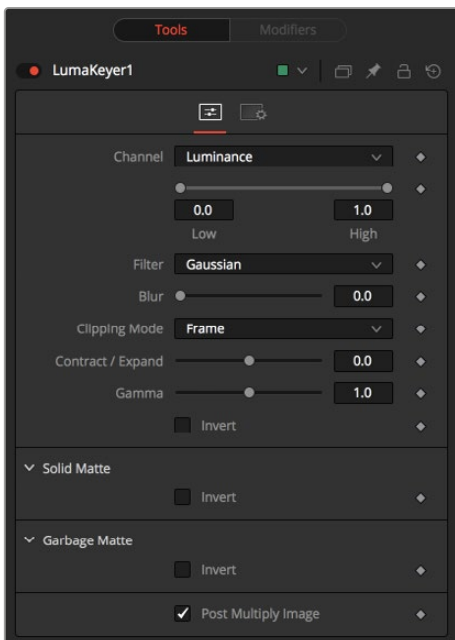 Tools Modifiers
LumaKeyer1
Channel Luminance
0.0 1.0
Low High
Filter Gaussian
Blur 0.0
Clipping Mode Frame
Contract / Expand 0.0
Gamma 1.0
Invert
Solid Matte
Invert
Garbage Matte
Invert
Post Multiply Image